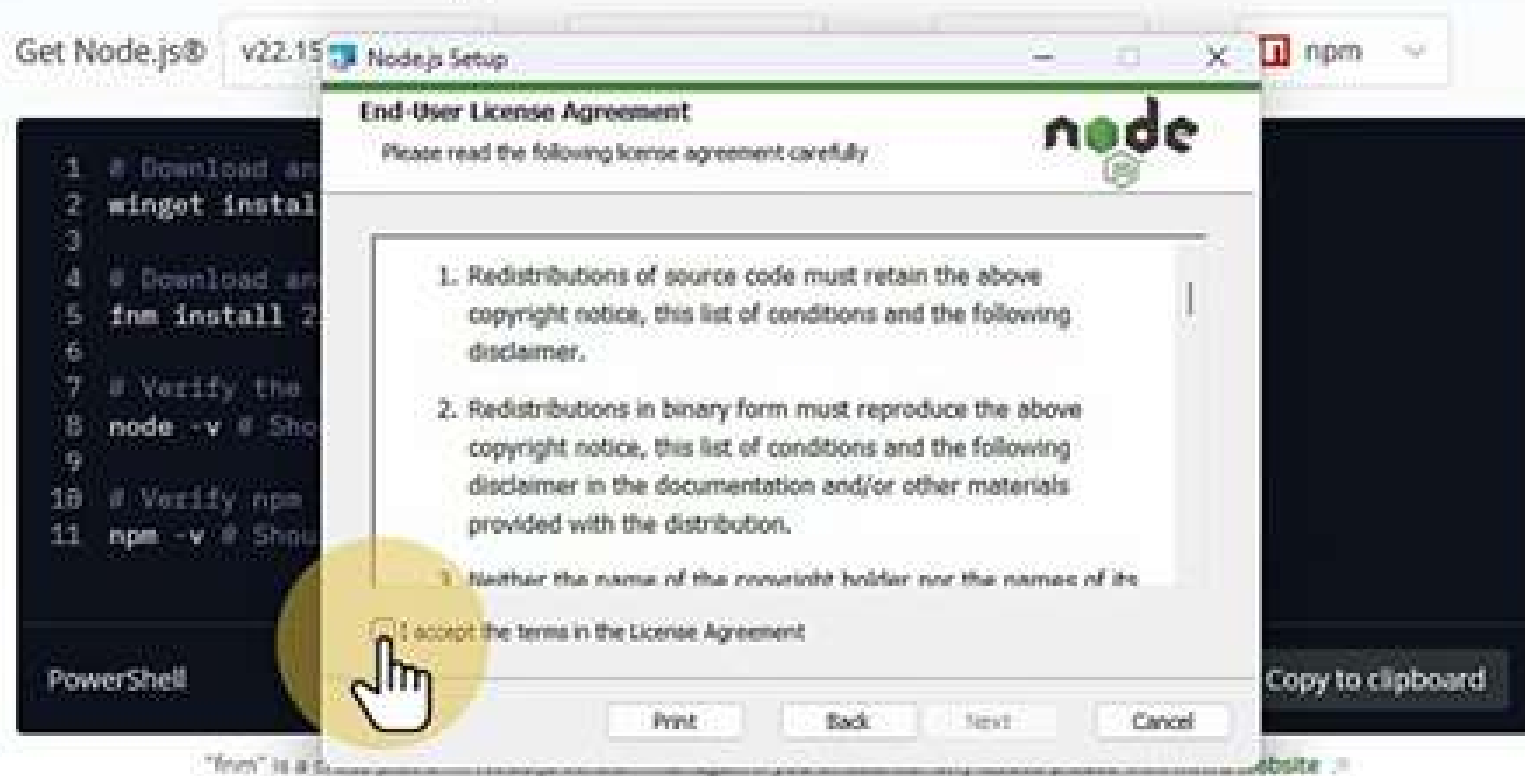 Get Node.js® v22.15 npm
Node.js Setup
End-User License Agreement
Please read the following license agreement carefully
node
JS
1 # Download an
2 winget instal
3
4 # Download an
5 fnm install 2
6
7 # Verify the
8 node -v # Sho
9
10 # Verify npm
11 npm -v # Shou
1. Redistributions of source code must retain the above
copyright notice, this list of conditions and the following
disclaimer.
2. Redistributions in binary form must reproduce the above
copyright notice, this list of conditions and the following
disclaimer in the documentation and/or other materials
provided with the distribution.
3. Neither the name of the copyright holder nor the names of its
I accept the terms in the License Agreement
PowerShell
Copy to clipboard
Print Back Next Cancel
"fnm" is a
website